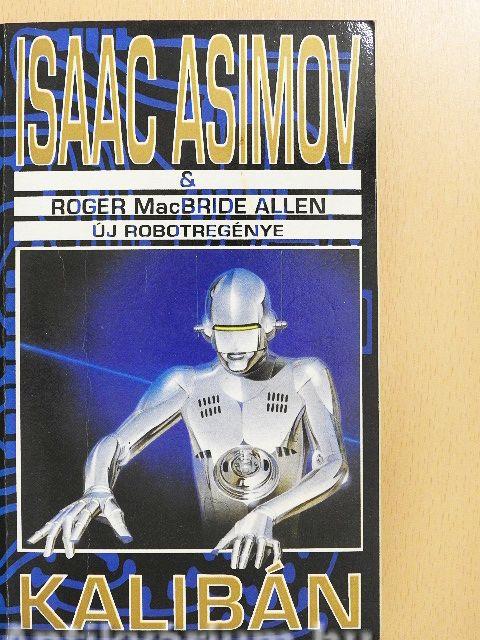 ISAAC ASIMOV
&
ROGER MacBRIDE ALLEN
ÚJ ROBOTREGÉNYE
KALIBÁN